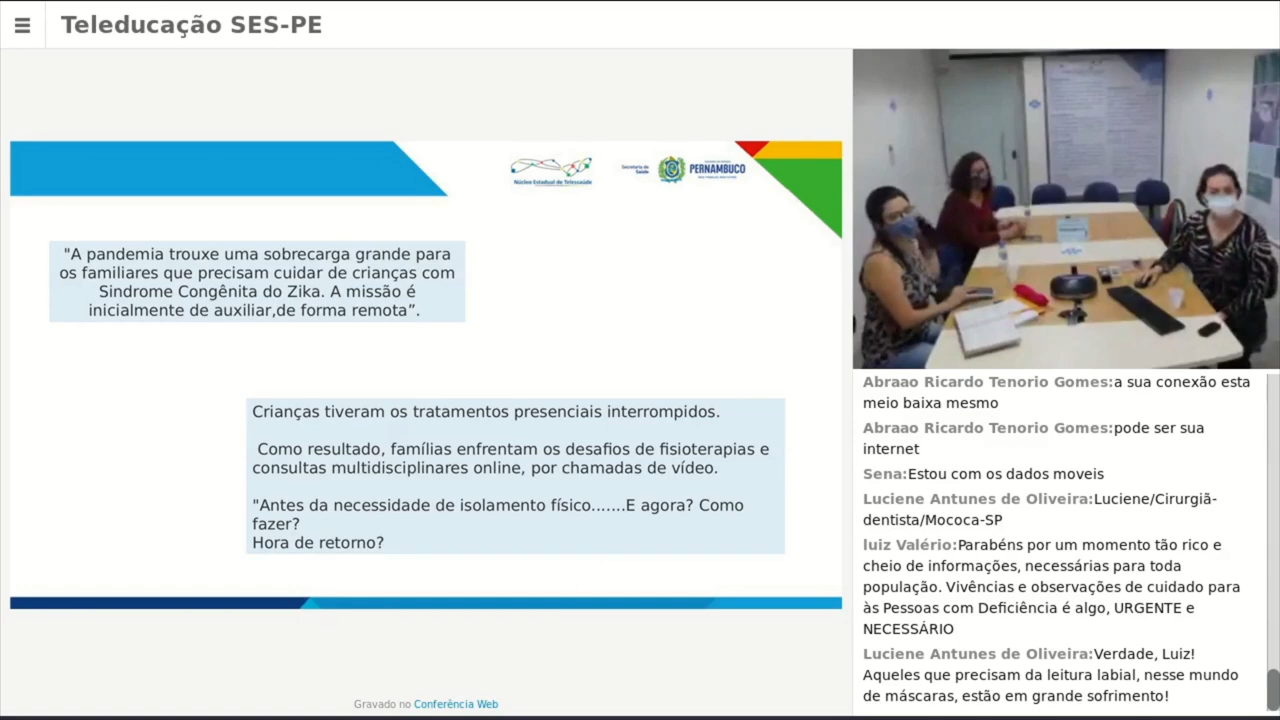 Teleducação SES-PE
Núcleo Estadual de Telessaúde
Secretaria da
Saúde
PERNAMBUCO
"A pandemia trouxe uma sobrecarga grande para
os familiares que precisam cuidar de crianças com
Sindrome Congênita do Zika. A missão é
inicialmente de auxiliar,de forma remota”.
Crianças tiveram os tratamentos presenciais interrompidos.
Como resultado, famílias enfrentam os desafios de fisioterapias e
consultas multidisciplinares online, por chamadas de vídeo.
"Antes da necessidade de isolamento físico.......E agora? Como
fazer?
Hora de retorno?
Gravado no Conferência Web
Abraao Ricardo Tenorio Gomes:a sua conexão esta
meio baixa mesmo
Abraao Ricardo Tenorio Gomes:pode ser sua
internet
Sena:Estou com os dados moveis
Luciene Antunes de Oliveira:Luciene/Cirurgiã-
dentista/Mococa-SP
luiz Valério:Parabéns por um momento tão rico e
cheio de informações, necessárias para toda
população. Vivências e observações de cuidado para
às Pessoas com Deficiência é algo, URGENTE e
NECESSÁRIO
Luciene Antunes de Oliveira:Verdade, Luiz!
Aqueles que precisam da leitura labial, nesse mundo
de máscaras, estão em grande sofrimento!